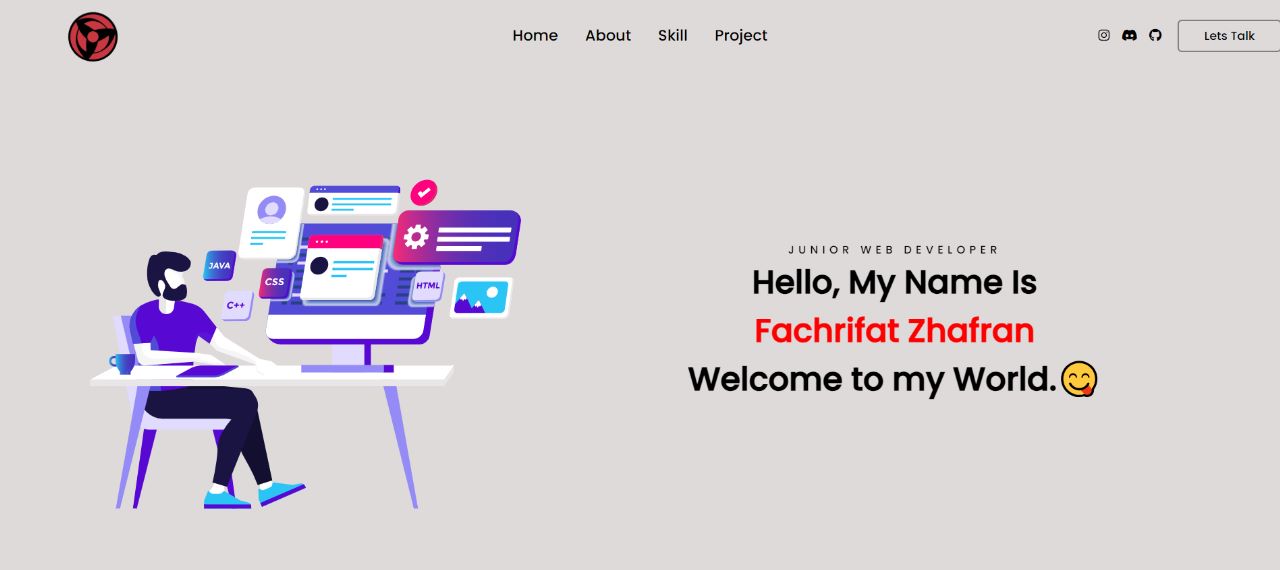 Home About Skill Project Lets Talk
JAVA
CSS
C++
HTML
JUNIOR WEB DEVELOPER
Hello, My Name Is
Fachrifat Zhafran
Welcome to my World.😋